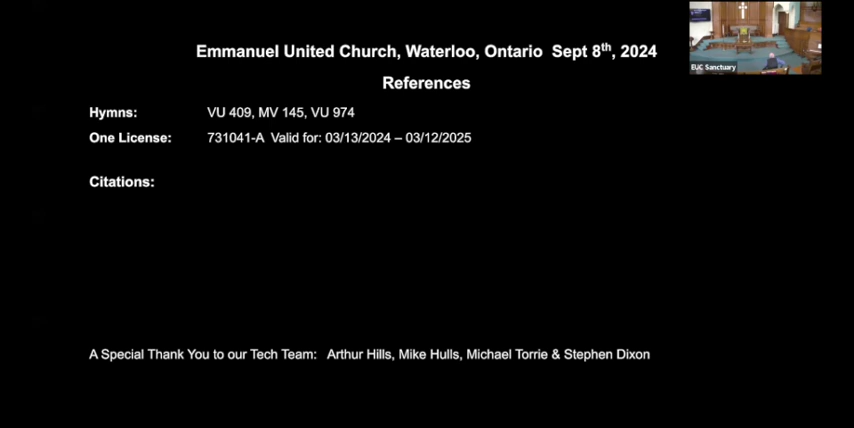 Emmanuel United Church, Waterloo, Ontario Sept 8th, 2024
EUC Sanctuary
References
Hymns: VU 409, MV 145, VU 974
One License: 731041-A Valid for: 03/13/2024 – 03/12/2025
Citations:
A Special Thank You to our Tech Team: Arthur Hills, Mike Hulls, Michael Torrie & Stephen Dixon